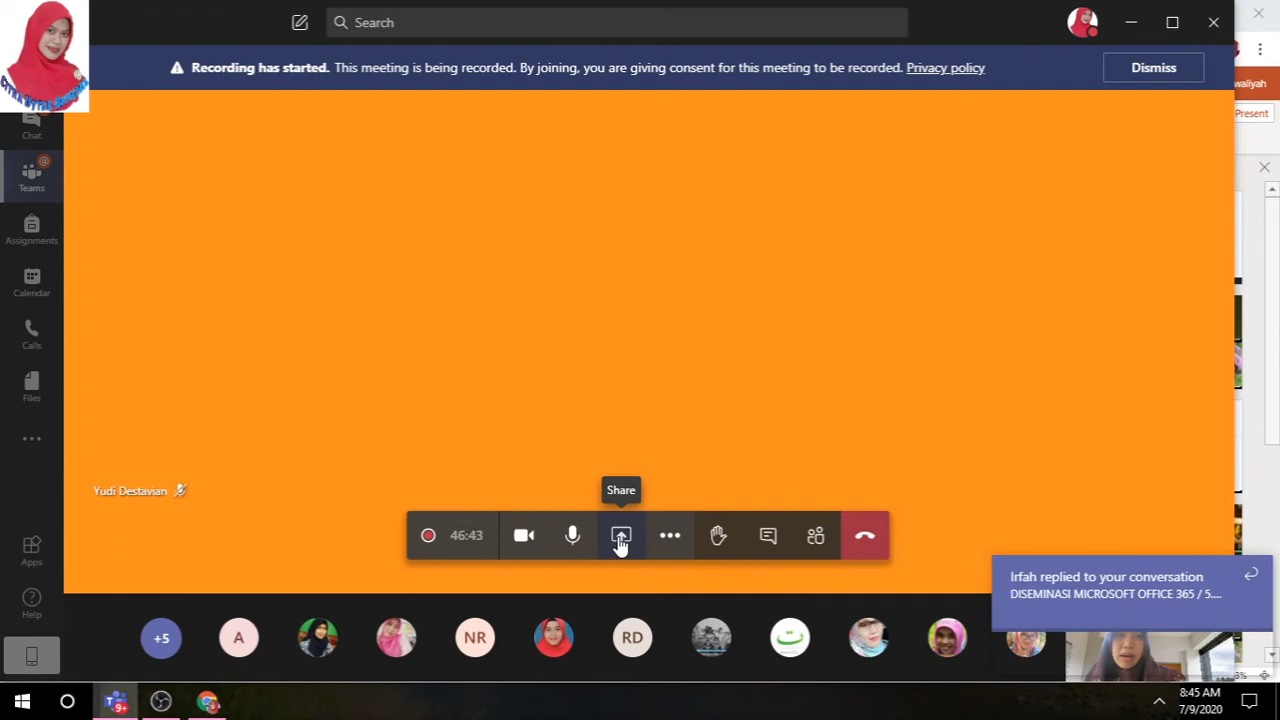 Search
Recording has started. This meeting is being recorded. By joining, you are giving consent for this meeting to be recorded. Privacy policy
Dismiss
waliyah
Present
Chat
Teams
Assignments
Calendar
Calls
Files
Yudi Destavian
Share
46:43
Apps
Help
Irfah replied to your conversation
DISEMINASI MICROSOFT OFFICE 365 / 5....
+5
A
NR
RD
ت
9+
8:45 AM
7/9/2020